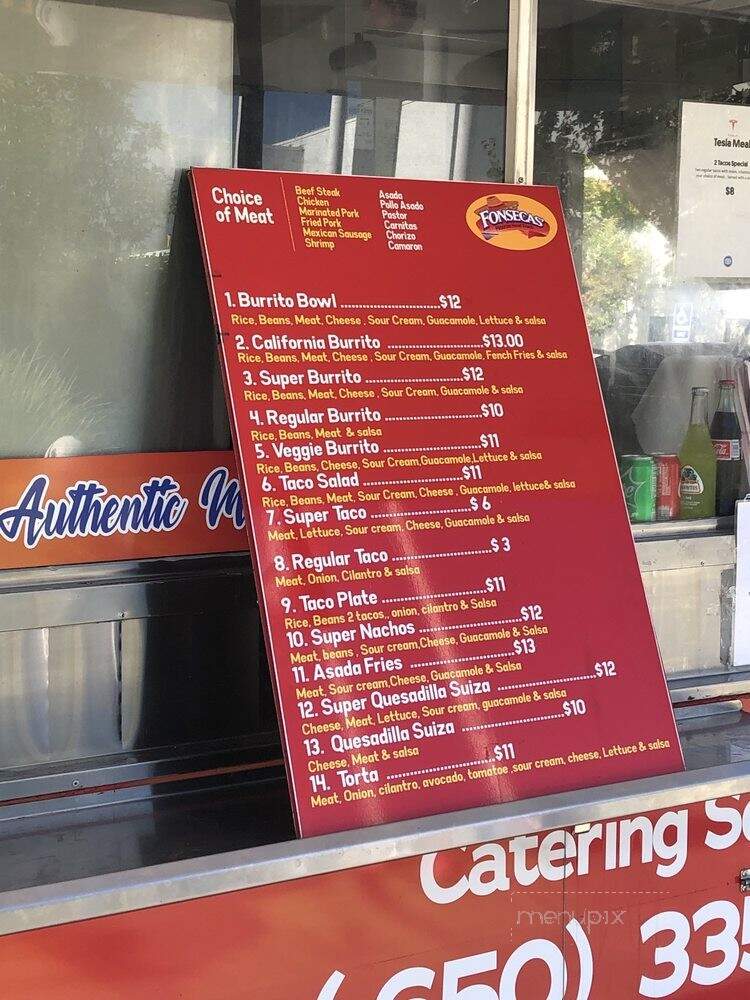 Choice
of Meat
Beef Steak
Chicken
Marinated Pork
Fried Pork
Mexican Sausage
Shrimp
Asada
Pollo Asado
Pastor
Carnitas
Chorizo
Camaron
FONSECAS'
1. Burrito Bowl ........................$12
Rice, Beans, Meat, Cheese , Sour Cream, Guacamole, Lettuce & salsa
2. California Burrito ........................$13.00
Rice, Beans, Meat, Cheese , Sour Cream, Guacamole, Fench Fries & salsa
3. Super Burrito ........................$12
Rice, Beans, Meat, Cheese , Sour Cream, Guacamole & salsa
4. Regular Burrito ........................$10
Rice, Beans, Meat & salsa
5. Veggie Burrito ........................$11
Rice, Beans, Cheese, Sour Cream,Guacamole,Lettuce & salsa
6. Taco Salad ........................$11
Rice, Beans, Meat, Sour Cream, Cheese , Guacamole, lettuce& salsa
7. Super Taco ........................$ 6
Meat, Lettuce, Sour cream, Cheese, Guacamole & salsa
8. Regular Taco ........................$ 3
Meat, Onion, Cilantro & salsa
9. Taco Plate ........................$11
Rice, Beans 2 tacos,, onion, cilantro & Salsa
10. Super Nachos ........................$12
Meat, beans , Sour cream,Cheese, Guacamole & Salsa
11. Asada Fries ........................$13
Meat, Sour cream,Cheese, Guacamole & Salsa
12. Super Quesadilla Suiza ........................$12
Cheese, Meat, Lettuce, Sour cream, guacamole & salsa
13. Quesadilla Suiza ........................$10
Cheese, Meat & salsa
14. Torta ........................$11
Meat, Onion, cilantro, avocado, tomatoe ,sour cream, cheese, Lettuce & salsa
Tesla Meal
2 Tacos Special
$8
Authentic M
Catering S
menupix
(650) 335